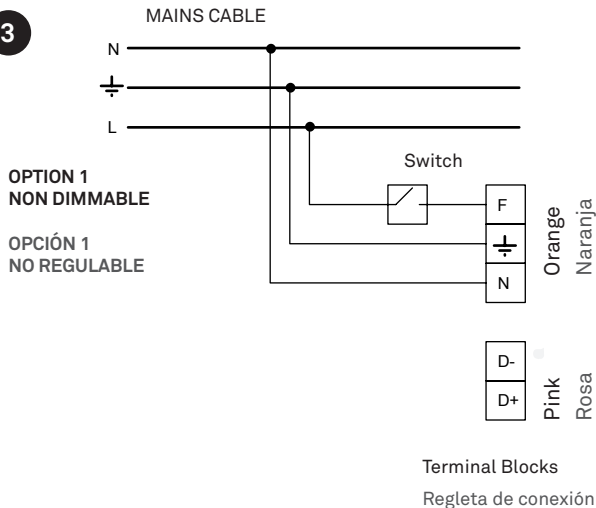 3
MAINS CABLE
N
L
OPTION 1
NON DIMMABLE
OPCIÓN 1
NO REGULABLE
Switch
F
N
Orange
Naranja
D-
D+
Pink
Rosa
Terminal Blocks
Regleta de conexión